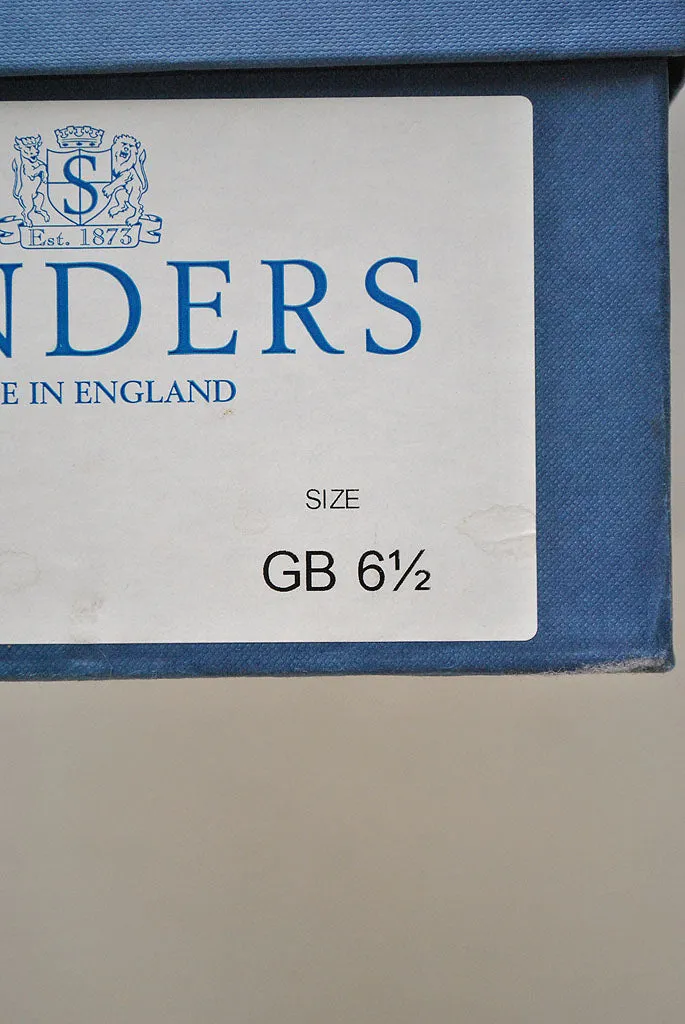 S
Est. 1873
NDERS
E IN ENGLAND
SIZE
GB 6½